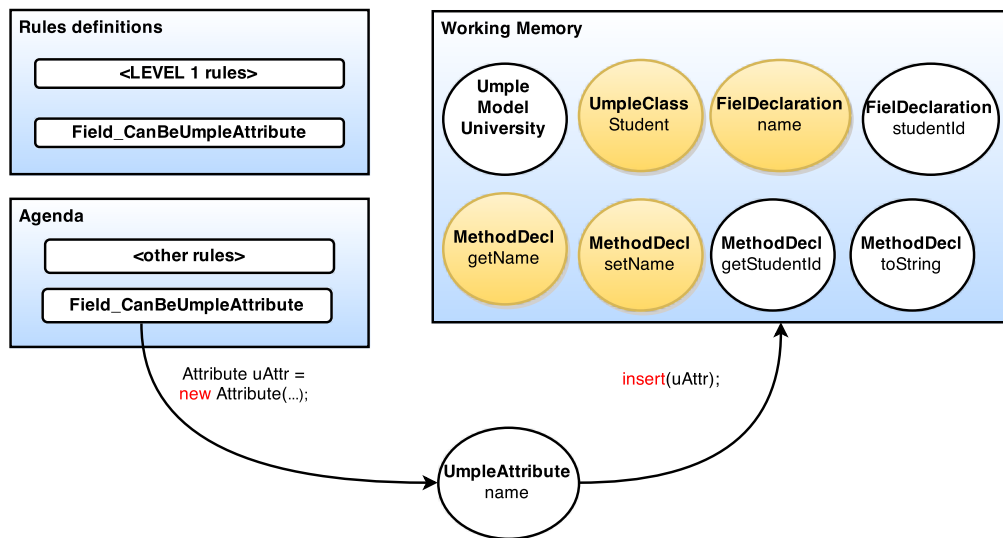 Rules definitions
<LEVEL 1 rules>
Field_CanBeUmpleAttribute
Agenda
<other rules>
Field_CanBeUmpleAttribute
Working Memory
Umple
Model
University
UmpleClass
Student
FielDeclaration
name
FielDeclaration
studentId
MethodDecl
getName
MethodDecl
setName
MethodDecl
getStudentId
MethodDecl
toString
Attribute uAttr =
new Attribute(...);
insert(uAttr);
UmpleAttribute
name